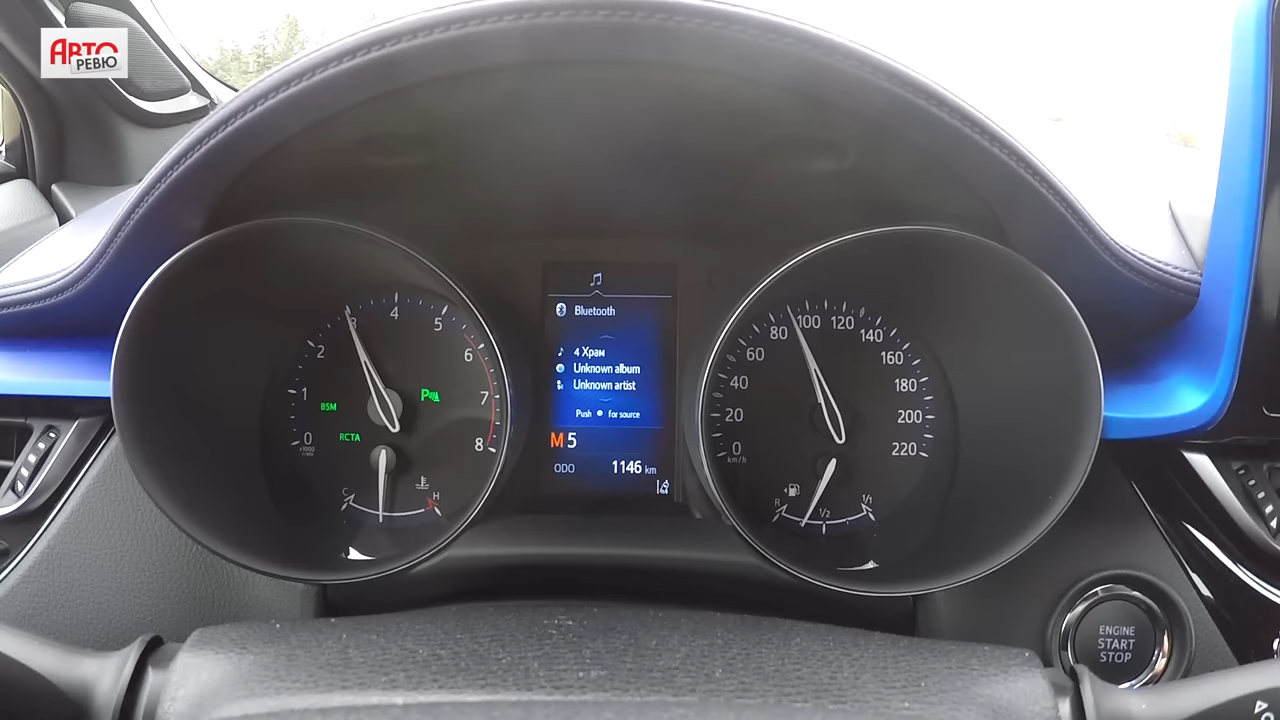 АВТО
РЕВЮ
Bluetooth
4 Храм
Unknown album
Unknown artist
Push for source
M 5
ODO 1146 km
0
1
2
3
4
5
6
7
8
BSM
RCTA
P
C
H
0
20
40
60
80
100
120
140
160
180
200
220
km/h
R
1/2
1/1
ENGINE
START
STOP